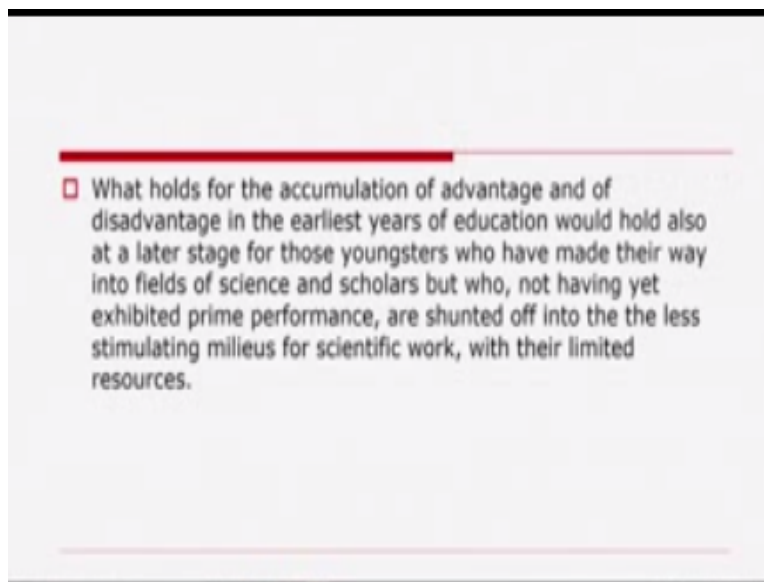 What holds for the accumulation of advantage and of
disadvantage in the earliest years of education would hold also
at a later stage for those youngsters who have made their way
into fields of science and scholars but who, not having yet
exhibited prime performance, are shunted off into the the less
stimulating milieus for scientific work, with their limited
resources.